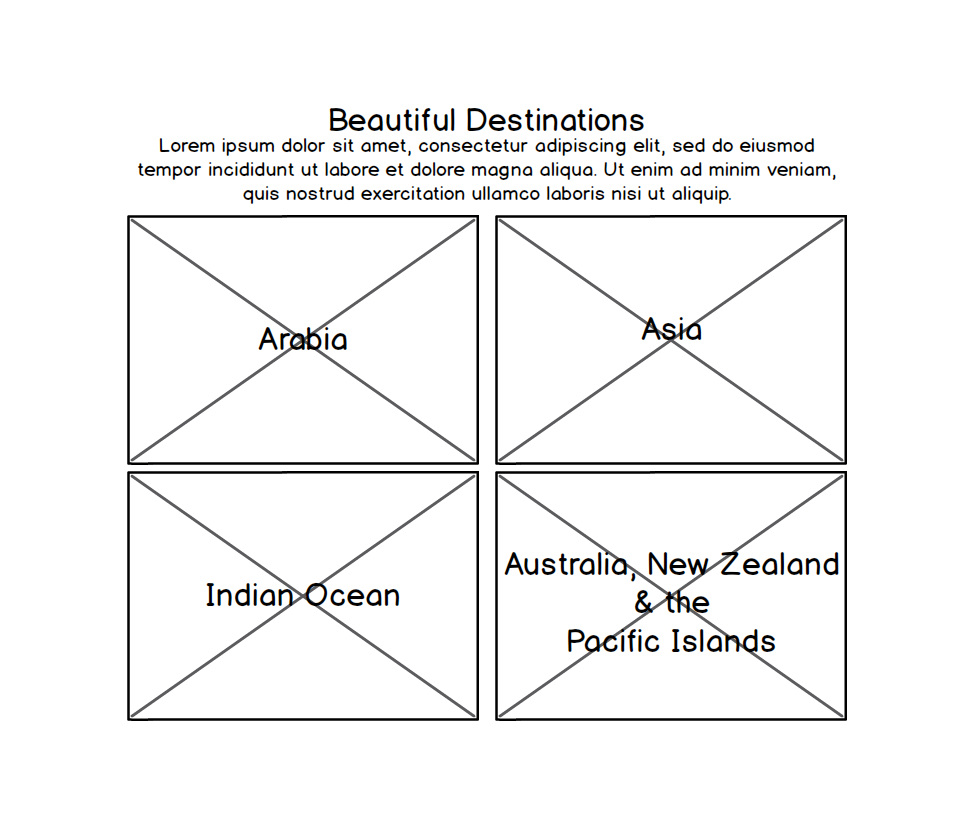 Beautiful Destinations
Lorem ipsum dolor sit amet, consectetur adipiscing elit, sed do eiusmod
tempor incididunt ut labore et dolore magna aliqua. Ut enim ad minim veniam,
quis nostrud exercitation ullamco laboris nisi ut aliquip.
Arabia
Asia
Indian Ocean
Australia, New Zealand
& the
Pacific Islands